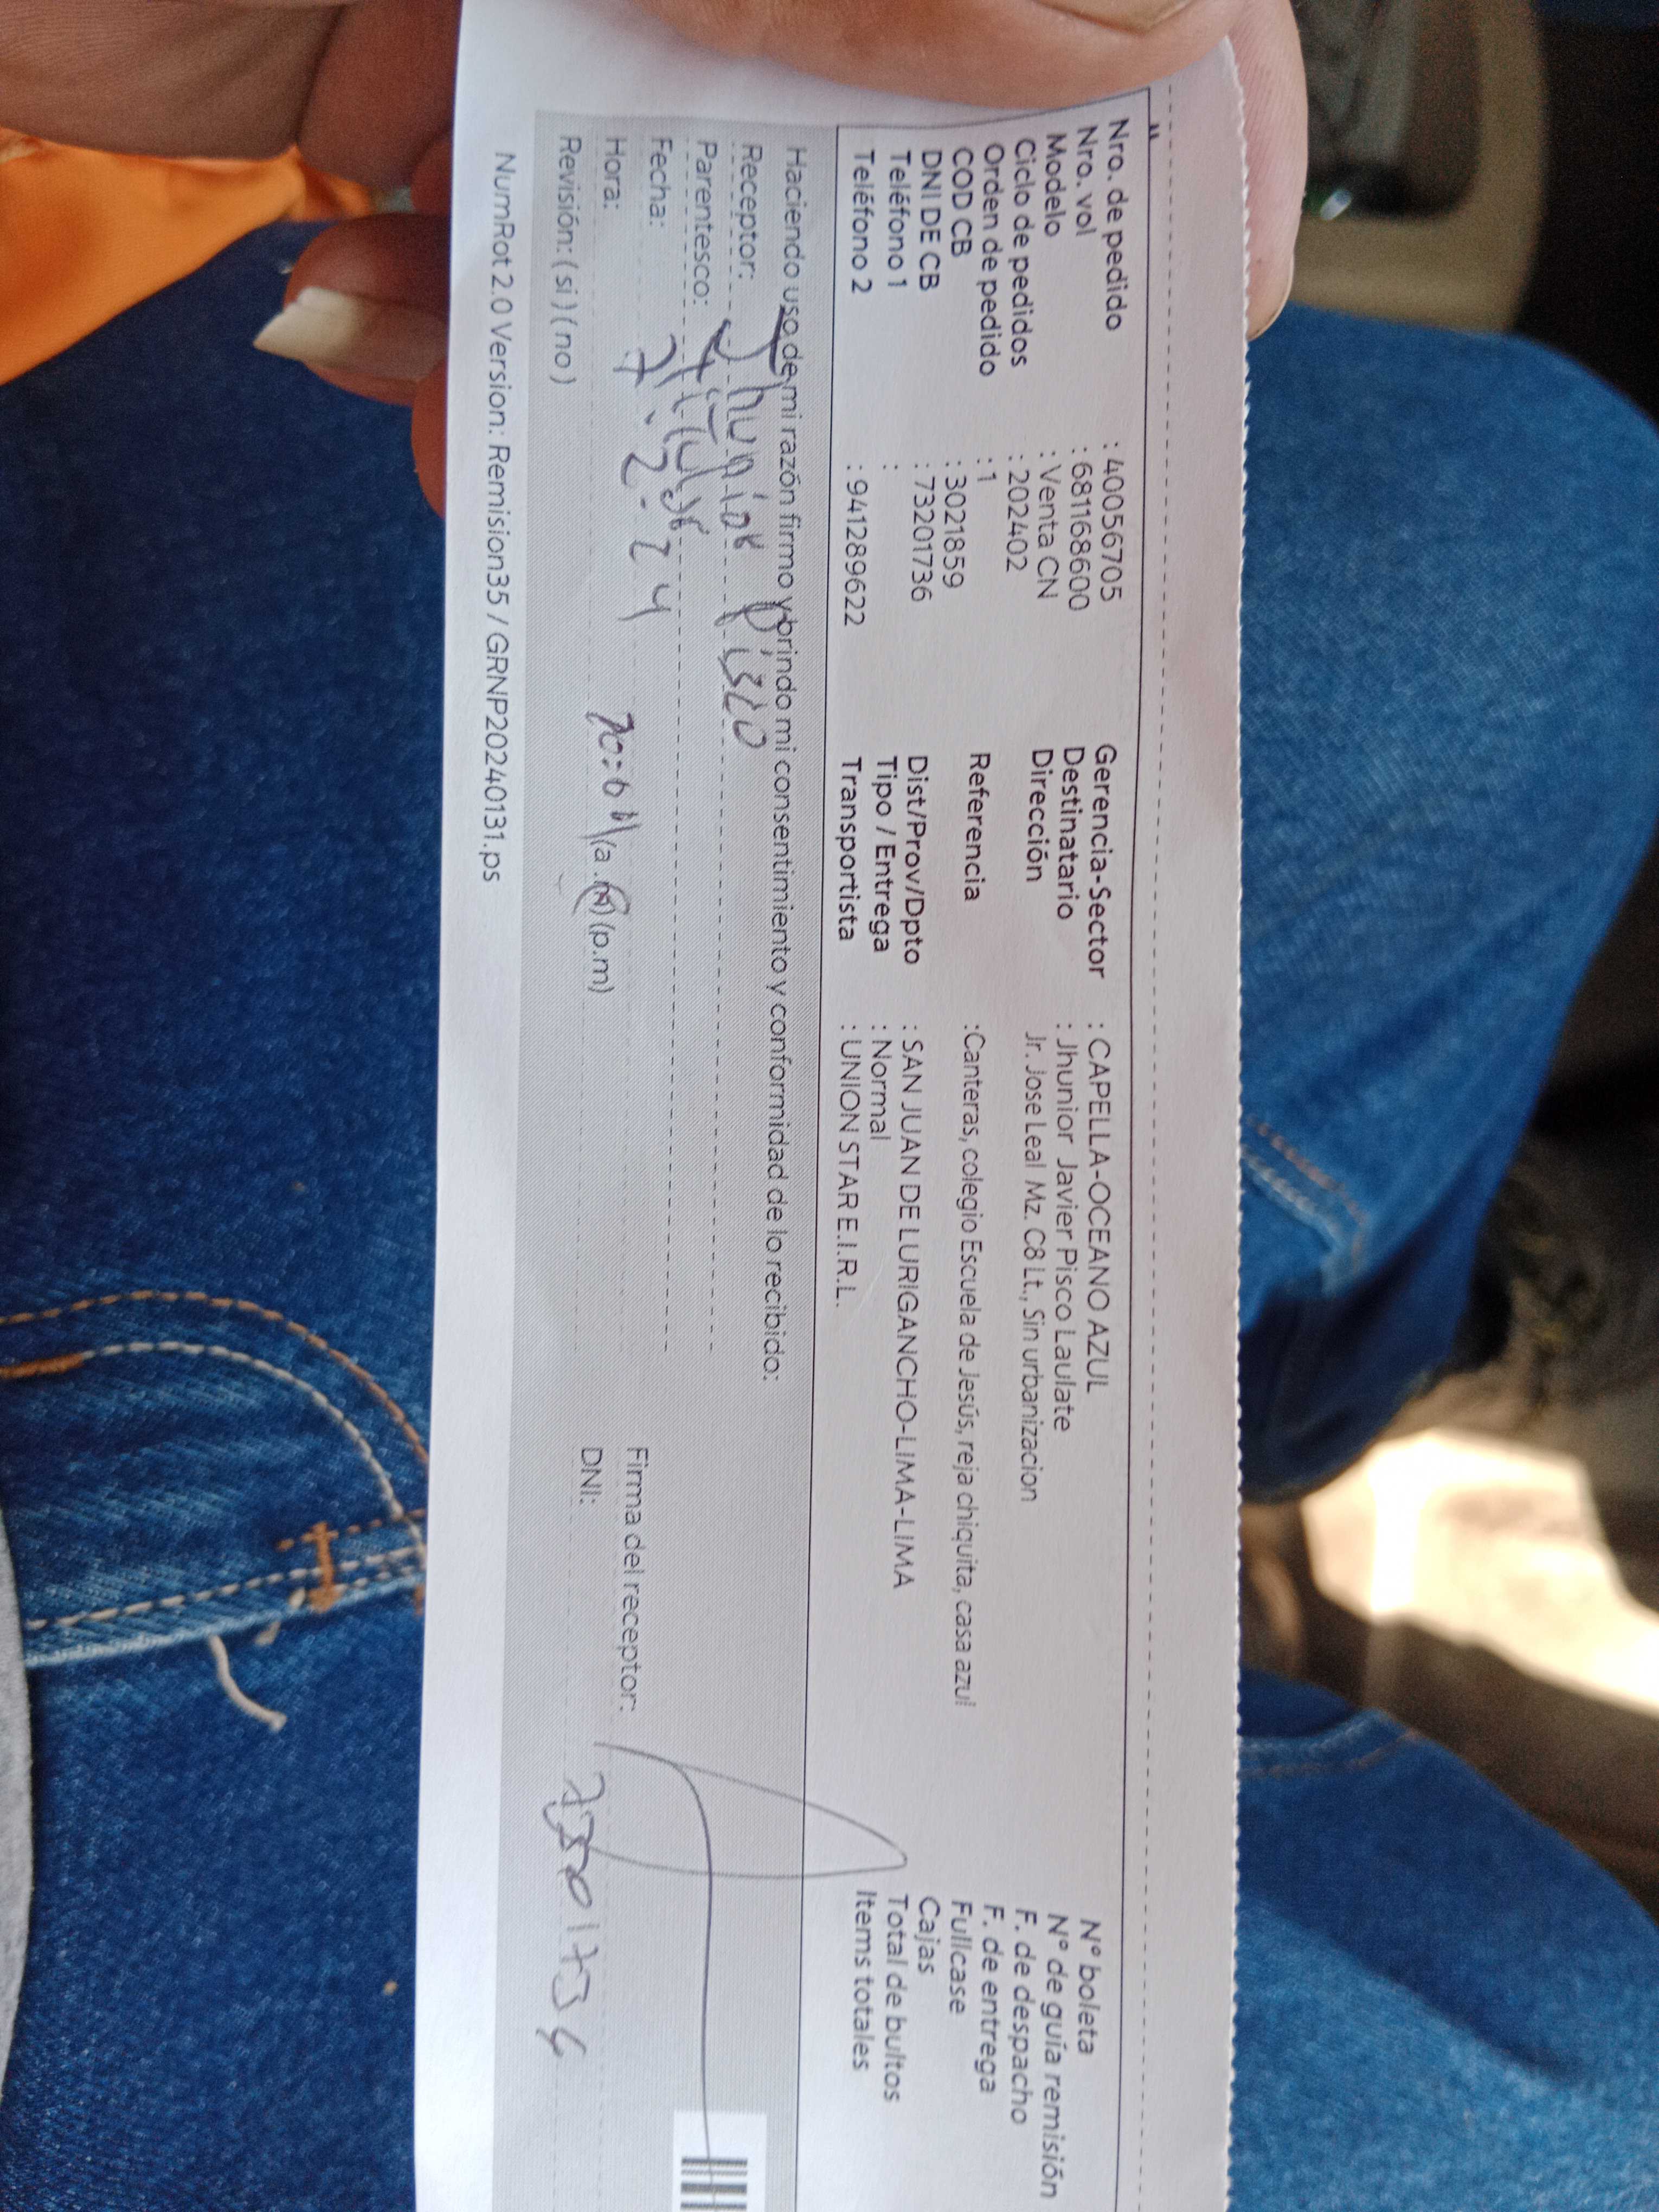 Nro. de pedido : 40056705 Gerencia-Sector : CAPELLA-OCEANO AZUL N° boleta
Nro. vol : 681168600 Destinatario : Jhunior Javier Pisco Laulate N° de guía remisión
Modelo : Venta CN Dirección Jr. Jose Leal Mz. C8 Lt., Sin urbanizacion F. de despacho
Ciclo de pedidos : 202402 F. de entrega
Orden de pedido : 1 Referencia :Canteras, colegio Escuela de Jesús, reja chiquita, casa azul Fullcase
COD CB : 3021859 Cajas
DNI DE CB : 73201736 Dist/Prov/Dpto : SAN JUAN DE LURIGANCHO-LIMA-LIMA Total de bultos
Teléfono 1 : Tipo / Entrega : Normal Items totales
Teléfono 2 : 941289622 Transportista : UNION STAR E.I.R.L.
Haciendo uso de mi razón firmo y brindo mi consentimiento y conformidad de lo recibido:
Receptor: Jhunior Pisco
Parentesco: Titular
Fecha: 7.2-24 Firma del receptor:
Hora: (a.m) (p.m) DNI:
Revisión: ( si ) ( no )
NumRot 2.0 Version: Remision35 / GRNP20240131.ps